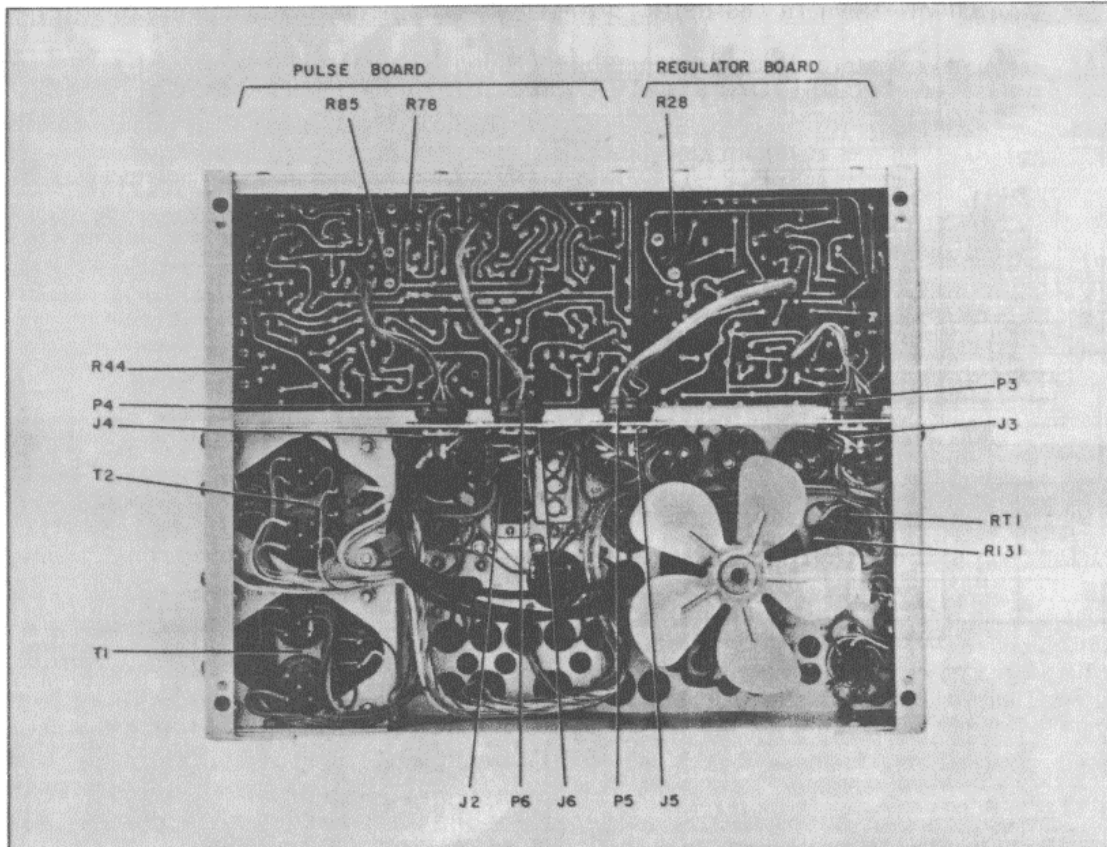 PULSE BOARD
REGULATOR BOARD
R85 R78
R28
R44
P4
J4
T2
T1
P3
J3
RT1
R131
J2 P6 J6 P5 J5